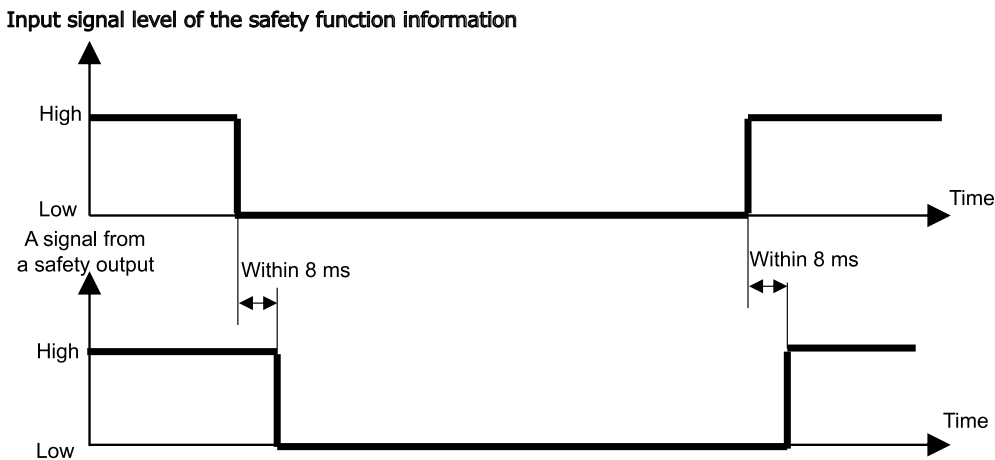 Input signal level of the safety function information
High
Low
Time
A signal from
a safety output
Within 8 ms
Within 8 ms
High
Low
Time